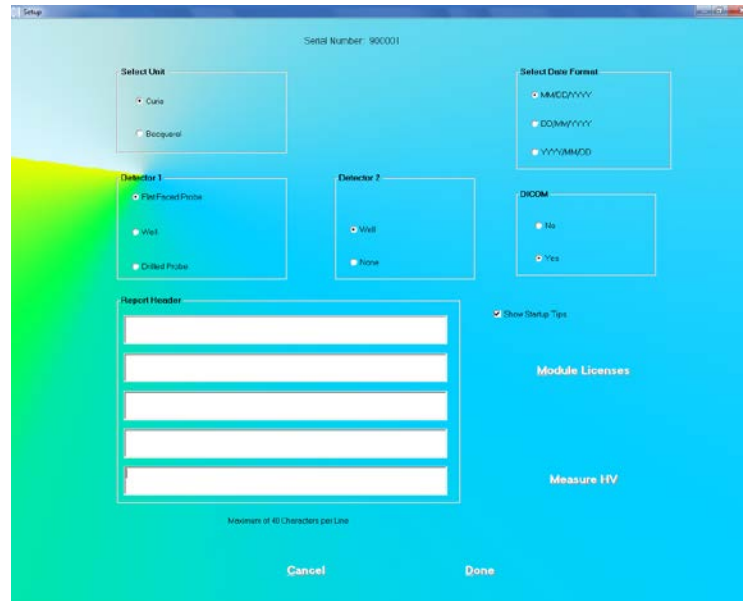 Setup
Serial Number: 900001
Select Unit
Curie
Becquerel
Select Date Format
MM/DD/YYYY
DD/MM/YYYY
YYYY/MM/DD
Detector 1
Flat Faced Probe
Well
Drilled Probe
Detector 2
Well
None
DICOM
No
Yes
Report Header
Show Startup Tips
Module Licenses
Measure HV
Maximum of 40 Characters per Line
Cancel
Done